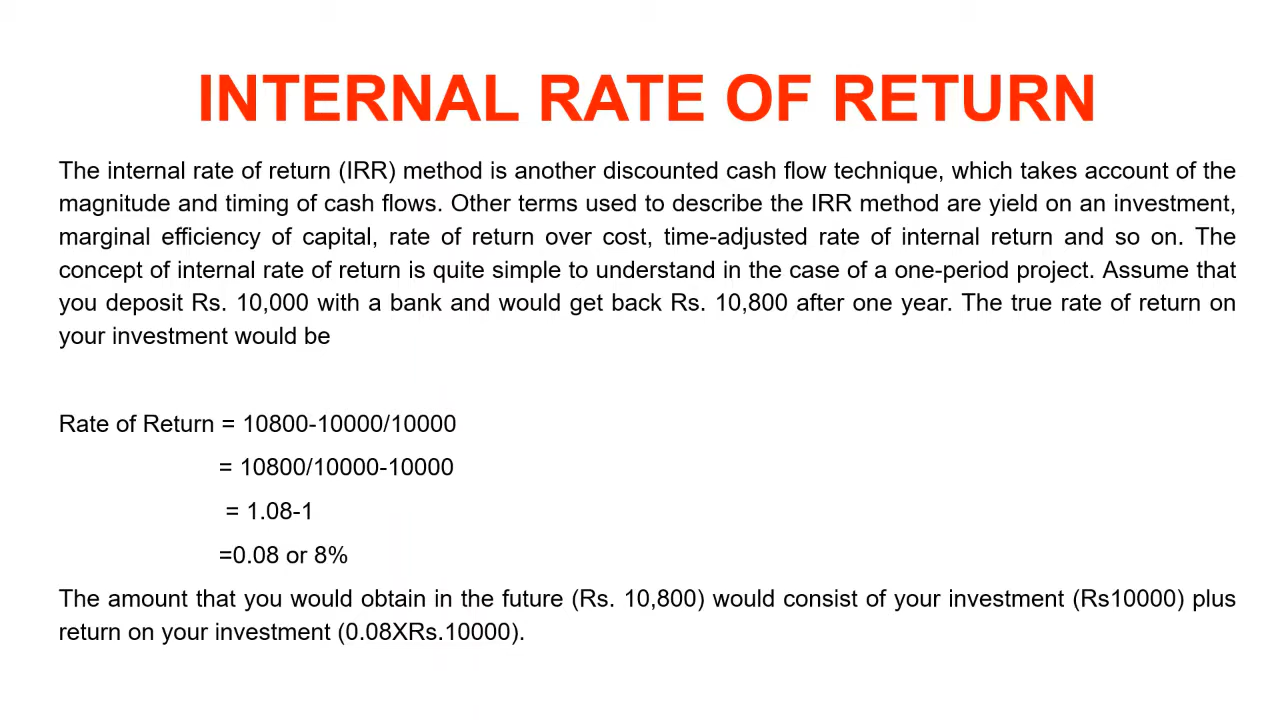 INTERNAL RATE OF RETURN
The internal rate of return (IRR) method is another discounted cash flow technique, which takes account of the
magnitude and timing of cash flows. Other terms used to describe the IRR method are yield on an investment,
marginal efficiency of capital, rate of return over cost, time-adjusted rate of internal return and so on. The
concept of internal rate of return is quite simple to understand in the case of a one-period project. Assume that
you deposit Rs. 10,000 with a bank and would get back Rs. 10,800 after one year. The true rate of return on
your investment would be
Rate of Return = 10800-10000/10000
= 10800/10000-10000
= 1.08-1
=0.08 or 8%
The amount that you would obtain in the future (Rs. 10,800) would consist of your investment (Rs10000) plus
return on your investment (0.08XRs.10000).